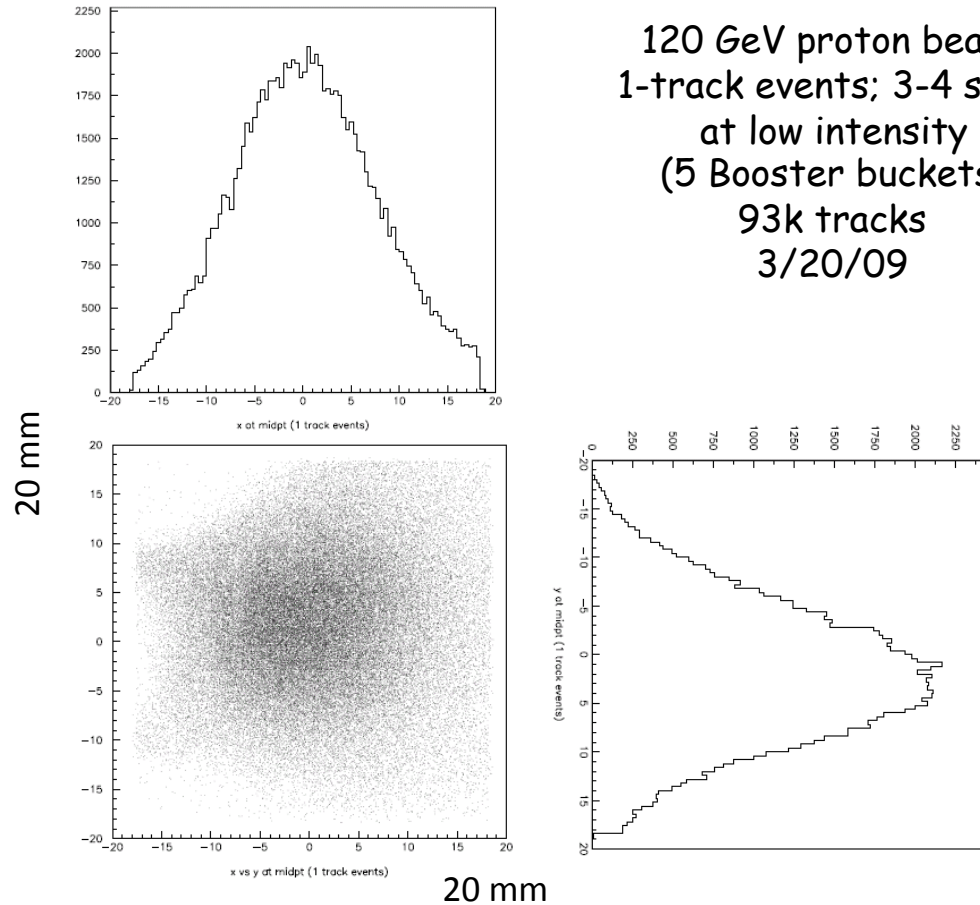 120 GeV proton bea
1-track events; 3-4 s
at low intensity
(5 Booster buckets
93k tracks
3/20/09
2250
2000
1750
1500
1250
1000
750
500
250
0
−20 −15 −10 −5 0 5 10 15 20
x at midpt (1 track events)
20 mm
20
15
10
5
0
−5
−10
−15
−20
−20 −15 −10 −5 0 5 10 15 20
x vs y at midpt (1 track events)
20 mm
0 250 500 750 1000 1250 1500 1750 2000 2250
−20 −15 −10 −5 0 5 10 15 20
y at midpt (1 track events)